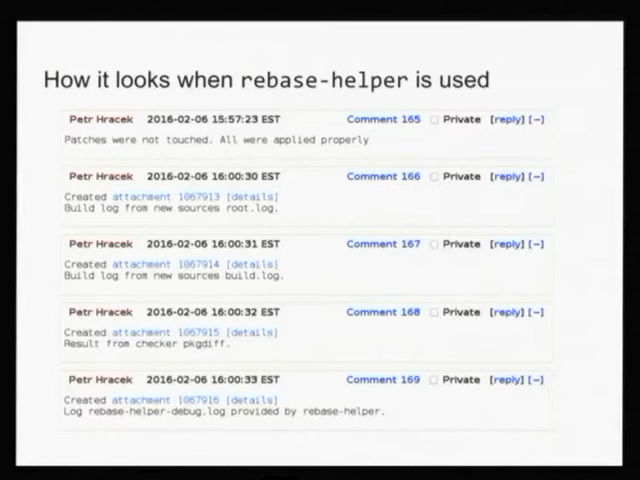 How it looks when rebase-helper is used
Petr Hracek 2016-02-06 15:57:23 EST Comment 165 Private [reply] [−]
Patches were not touched. All were applied properly
Petr Hracek 2016-02-06 16:00:30 EST Comment 166 Private [reply] [−]
Created attachment 1067913 [details]
Build log from new sources root.log.
Petr Hracek 2016-02-06 16:00:31 EST Comment 167 Private [reply] [−]
Created attachment 1067914 [details]
Build log from new sources build.log.
Petr Hracek 2016-02-06 16:00:32 EST Comment 168 Private [reply] [−]
Created attachment 1067915 [details]
Result from checker pkgdiff.
Petr Hracek 2016-02-06 16:00:33 EST Comment 169 Private [reply] [−]
Created attachment 1067916 [details]
Log rebase-helper-debug.log provided by rebase-helper.